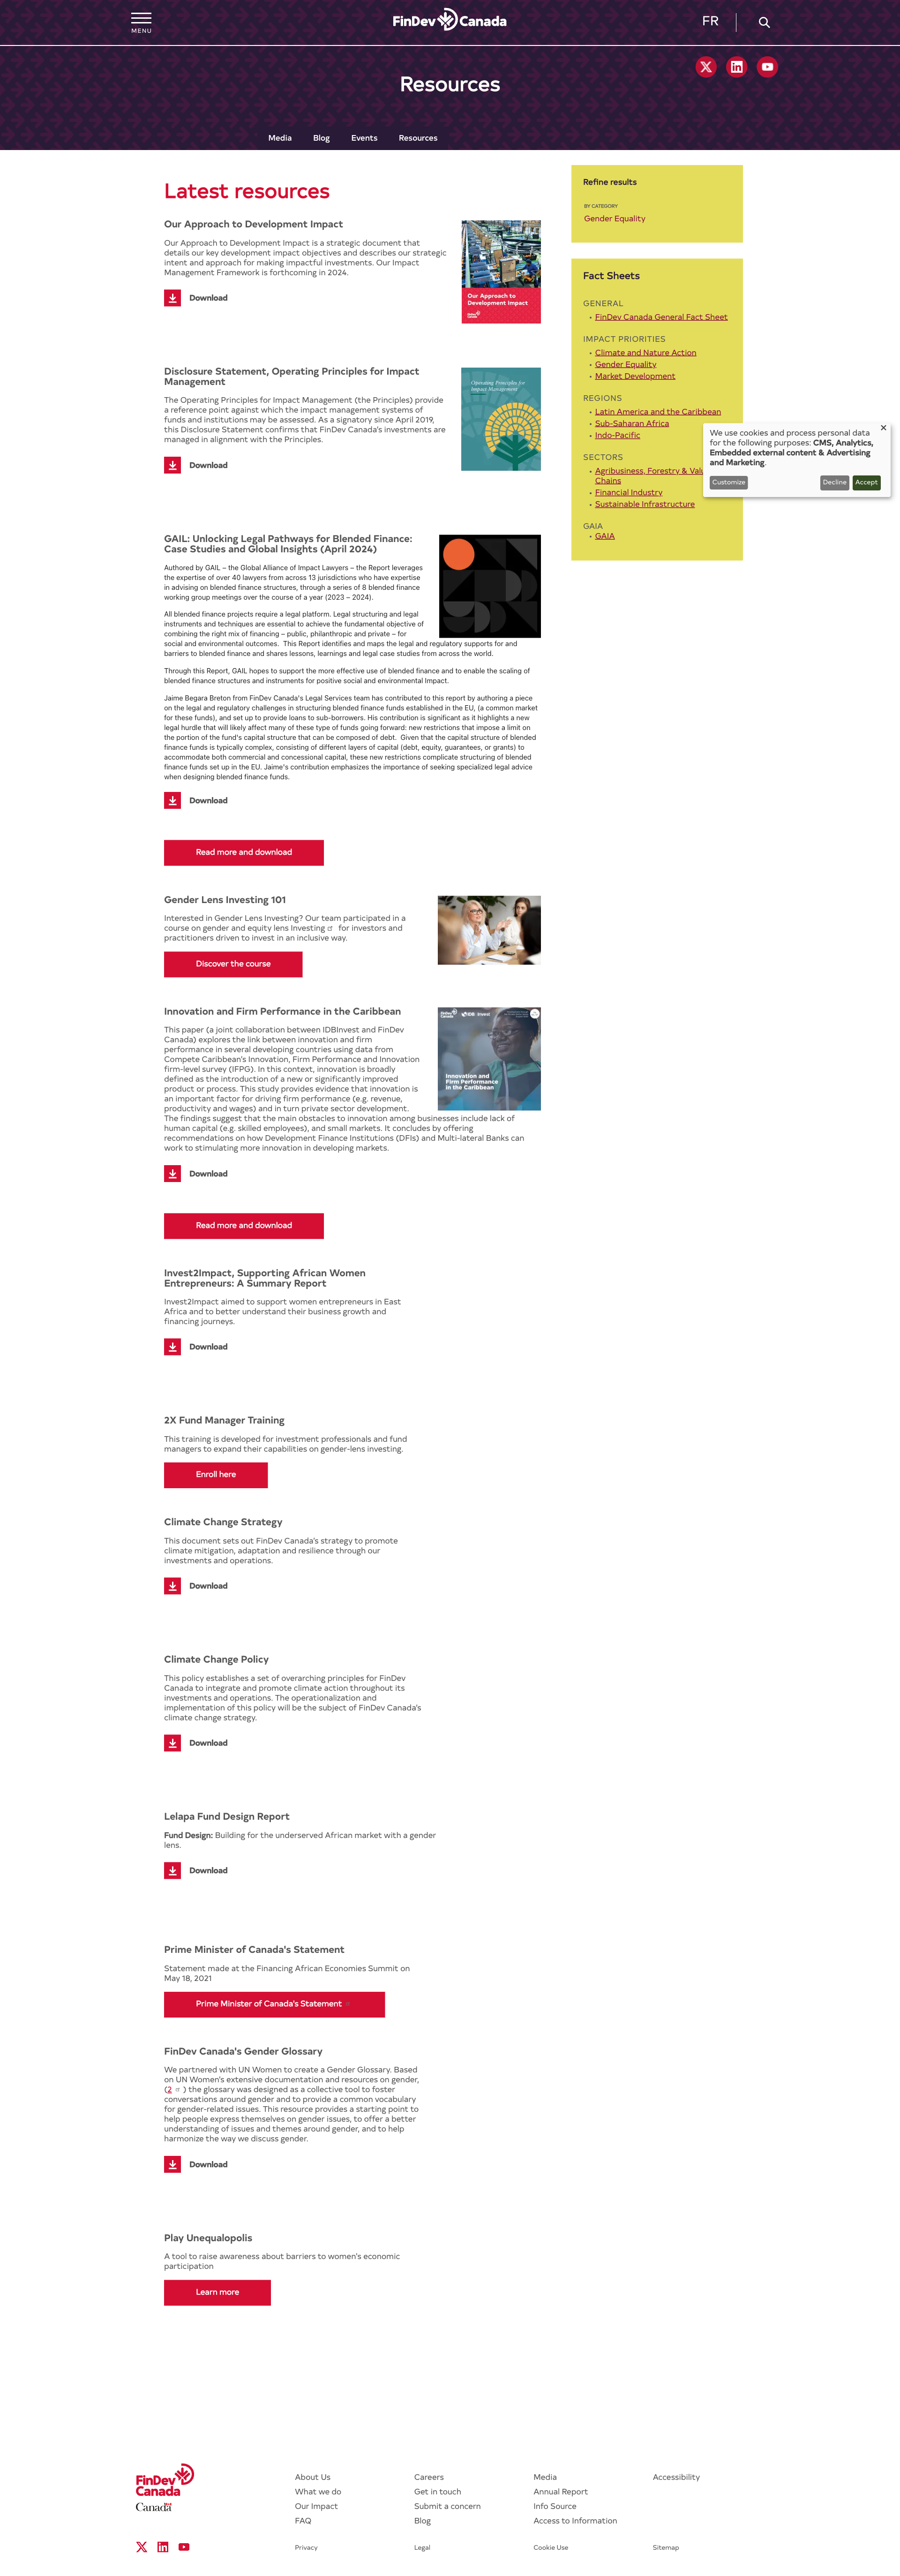 MENU
FinDev Canada
FR
Resources
Media
Blog
Events
Resources
Latest resources
Our Approach to Development Impact
Our Approach to Development Impact is a strategic document that
details our key development impact objectives and describes our strategic
intent and approach for making impactful investments. Our Impact
Management Framework is forthcoming in 2024.
Download
Our Approach to
Development Impact
Disclosure Statement, Operating Principles for Impact
Management
The Operating Principles for Impact Management (the Principles) provide
a reference point against which the impact management systems of
funds and institutions may be assessed. As a signatory since April 2019,
this Disclosure Statement confirms that FinDev Canada's investments are
managed in alignment with the Principles.
Download
Operating Principles for
Impact Management
GAIL: Unlocking Legal Pathways for Blended Finance:
Case Studies and Global Insights (April 2024)
Authored by GAIL – the Global Alliance of Impact Lawyers – the Report leverages
the expertise of over 40 lawyers from across 13 jurisdictions who have expertise
in advising on blended finance structures, through a series of 8 blended finance
working group meetings over the course of a year (2023 – 2024).
All blended finance projects require a legal platform. Legal structuring and legal
instruments and techniques are essential to achieve the fundamental objective of
combining the right mix of financing – public, philanthropic and private – for
social and environmental outcomes.  This Report identifies and maps the legal and regulatory supports for and
barriers to blended finance and shares lessons, learnings and legal case studies from across the world.
Through this Report, GAIL hopes to support the more effective use of blended finance and to enable the scaling of
blended finance structures and instruments for positive social and environmental Impact.
Jaime Begara Breton from FinDev Canada's Legal Services team has contributed to this report by authoring a piece
on the legal and regulatory challenges in structuring blended finance funds established in the EU, (a common market
for these funds), and set up to provide loans to sub-borrowers. His contribution is significant as it highlights a new
legal hurdle that will likely affect many of these type of funds going forward: new restrictions that impose a limit on
the portion of the fund's capital structure that can be composed of debt.  Given that the capital structure of blended
finance funds is typically complex, consisting of different layers of capital (debt, equity, guarantees, or grants) to
accommodate both commercial and concessional capital, these new restrictions complicate structuring of blended
finance funds set up in the EU. Jaime's contribution emphasizes the importance of seeking specialized legal advice
when designing blended finance funds.
Download
Read more and download
Gender Lens Investing 101
Interested in Gender Lens Investing? Our team participated in a
course on gender and equity lens Investing for investors and
practitioners driven to invest in an inclusive way.
Discover the course
Innovation and Firm Performance in the Caribbean
This paper (a joint collaboration between IDBInvest and FinDev
Canada) explores the link between innovation and firm
performance in several developing countries using data from
Compete Caribbean's Innovation, Firm Performance and Innovation
firm-level survey (IFPG). In this context, innovation is broadly
defined as the introduction of a new or significantly improved
product or process. This study provides evidence that innovation is
an important factor for driving firm performance (e.g. revenue,
productivity and wages) and in turn private sector development.
The findings suggest that the main obstacles to innovation among businesses include lack of
human capital (e.g. skilled employees), and small markets. It concludes by offering
recommendations on how Development Finance Institutions (DFIs) and Multi-lateral Banks can
work to stimulating more innovation in developing markets.
FinDev Canada
IDB Invest
Innovation and
Firm Performance
in the Caribbean
Download
Read more and download
Invest2Impact, Supporting African Women
Entrepreneurs: A Summary Report
Invest2Impact aimed to support women entrepreneurs in East
Africa and to better understand their business growth and
financing journeys.
Download
2X Fund Manager Training
This training is developed for investment professionals and fund
managers to expand their capabilities on gender-lens investing.
Enroll here
Climate Change Strategy
This document sets out FinDev Canada's strategy to promote
climate mitigation, adaptation and resilience through our
investments and operations.
Download
Climate Change Policy
This policy establishes a set of overarching principles for FinDev
Canada to integrate and promote climate action throughout its
investments and operations. The operationalization and
implementation of this policy will be the subject of FinDev Canada's
climate change strategy.
Download
Lelapa Fund Design Report
Fund Design: Building for the underserved African market with a gender
lens.
Download
Prime Minister of Canada's Statement
Statement made at the Financing African Economies Summit on
May 18, 2021
Prime Minister of Canada's Statement
FinDev Canada's Gender Glossary
We partnered with UN Women to create a Gender Glossary. Based
on UN Women's extensive documentation and resources on gender,
(2 ) the glossary was designed as a collective tool to foster
conversations around gender and to provide a common vocabulary
for gender-related issues. This resource provides a starting point to
help people express themselves on gender issues, to offer a better
understanding of issues and themes around gender, and to help
harmonize the way we discuss gender.
Download
Play Unequalopolis
A tool to raise awareness about barriers to women's economic
participation
Learn more
Refine results
BY CATEGORY
Gender Equality
Fact Sheets
GENERAL
FinDev Canada General Fact Sheet
IMPACT PRIORITIES
Climate and Nature Action
Gender Equality
Market Development
REGIONS
Latin America and the Caribbean
Sub-Saharan Africa
Indo-Pacific
SECTORS
Agribusiness, Forestry &
Chains
Financial Industry
Sustainable Infrastructure
GAIA
GAIA
We use cookies and process personal data
for the following purposes: CMS, Analytics,
Embedded external content & Advertising
and Marketing.
Customize
Decline
Accept
FinDev
Canada
Canada
About Us
What we do
Our Impact
FAQ
Careers
Get in touch
Submit a concern
Blog
Media
Annual Report
Info Source
Access to Information
Accessibility
Privacy
Legal
Cookie Use
Sitemap